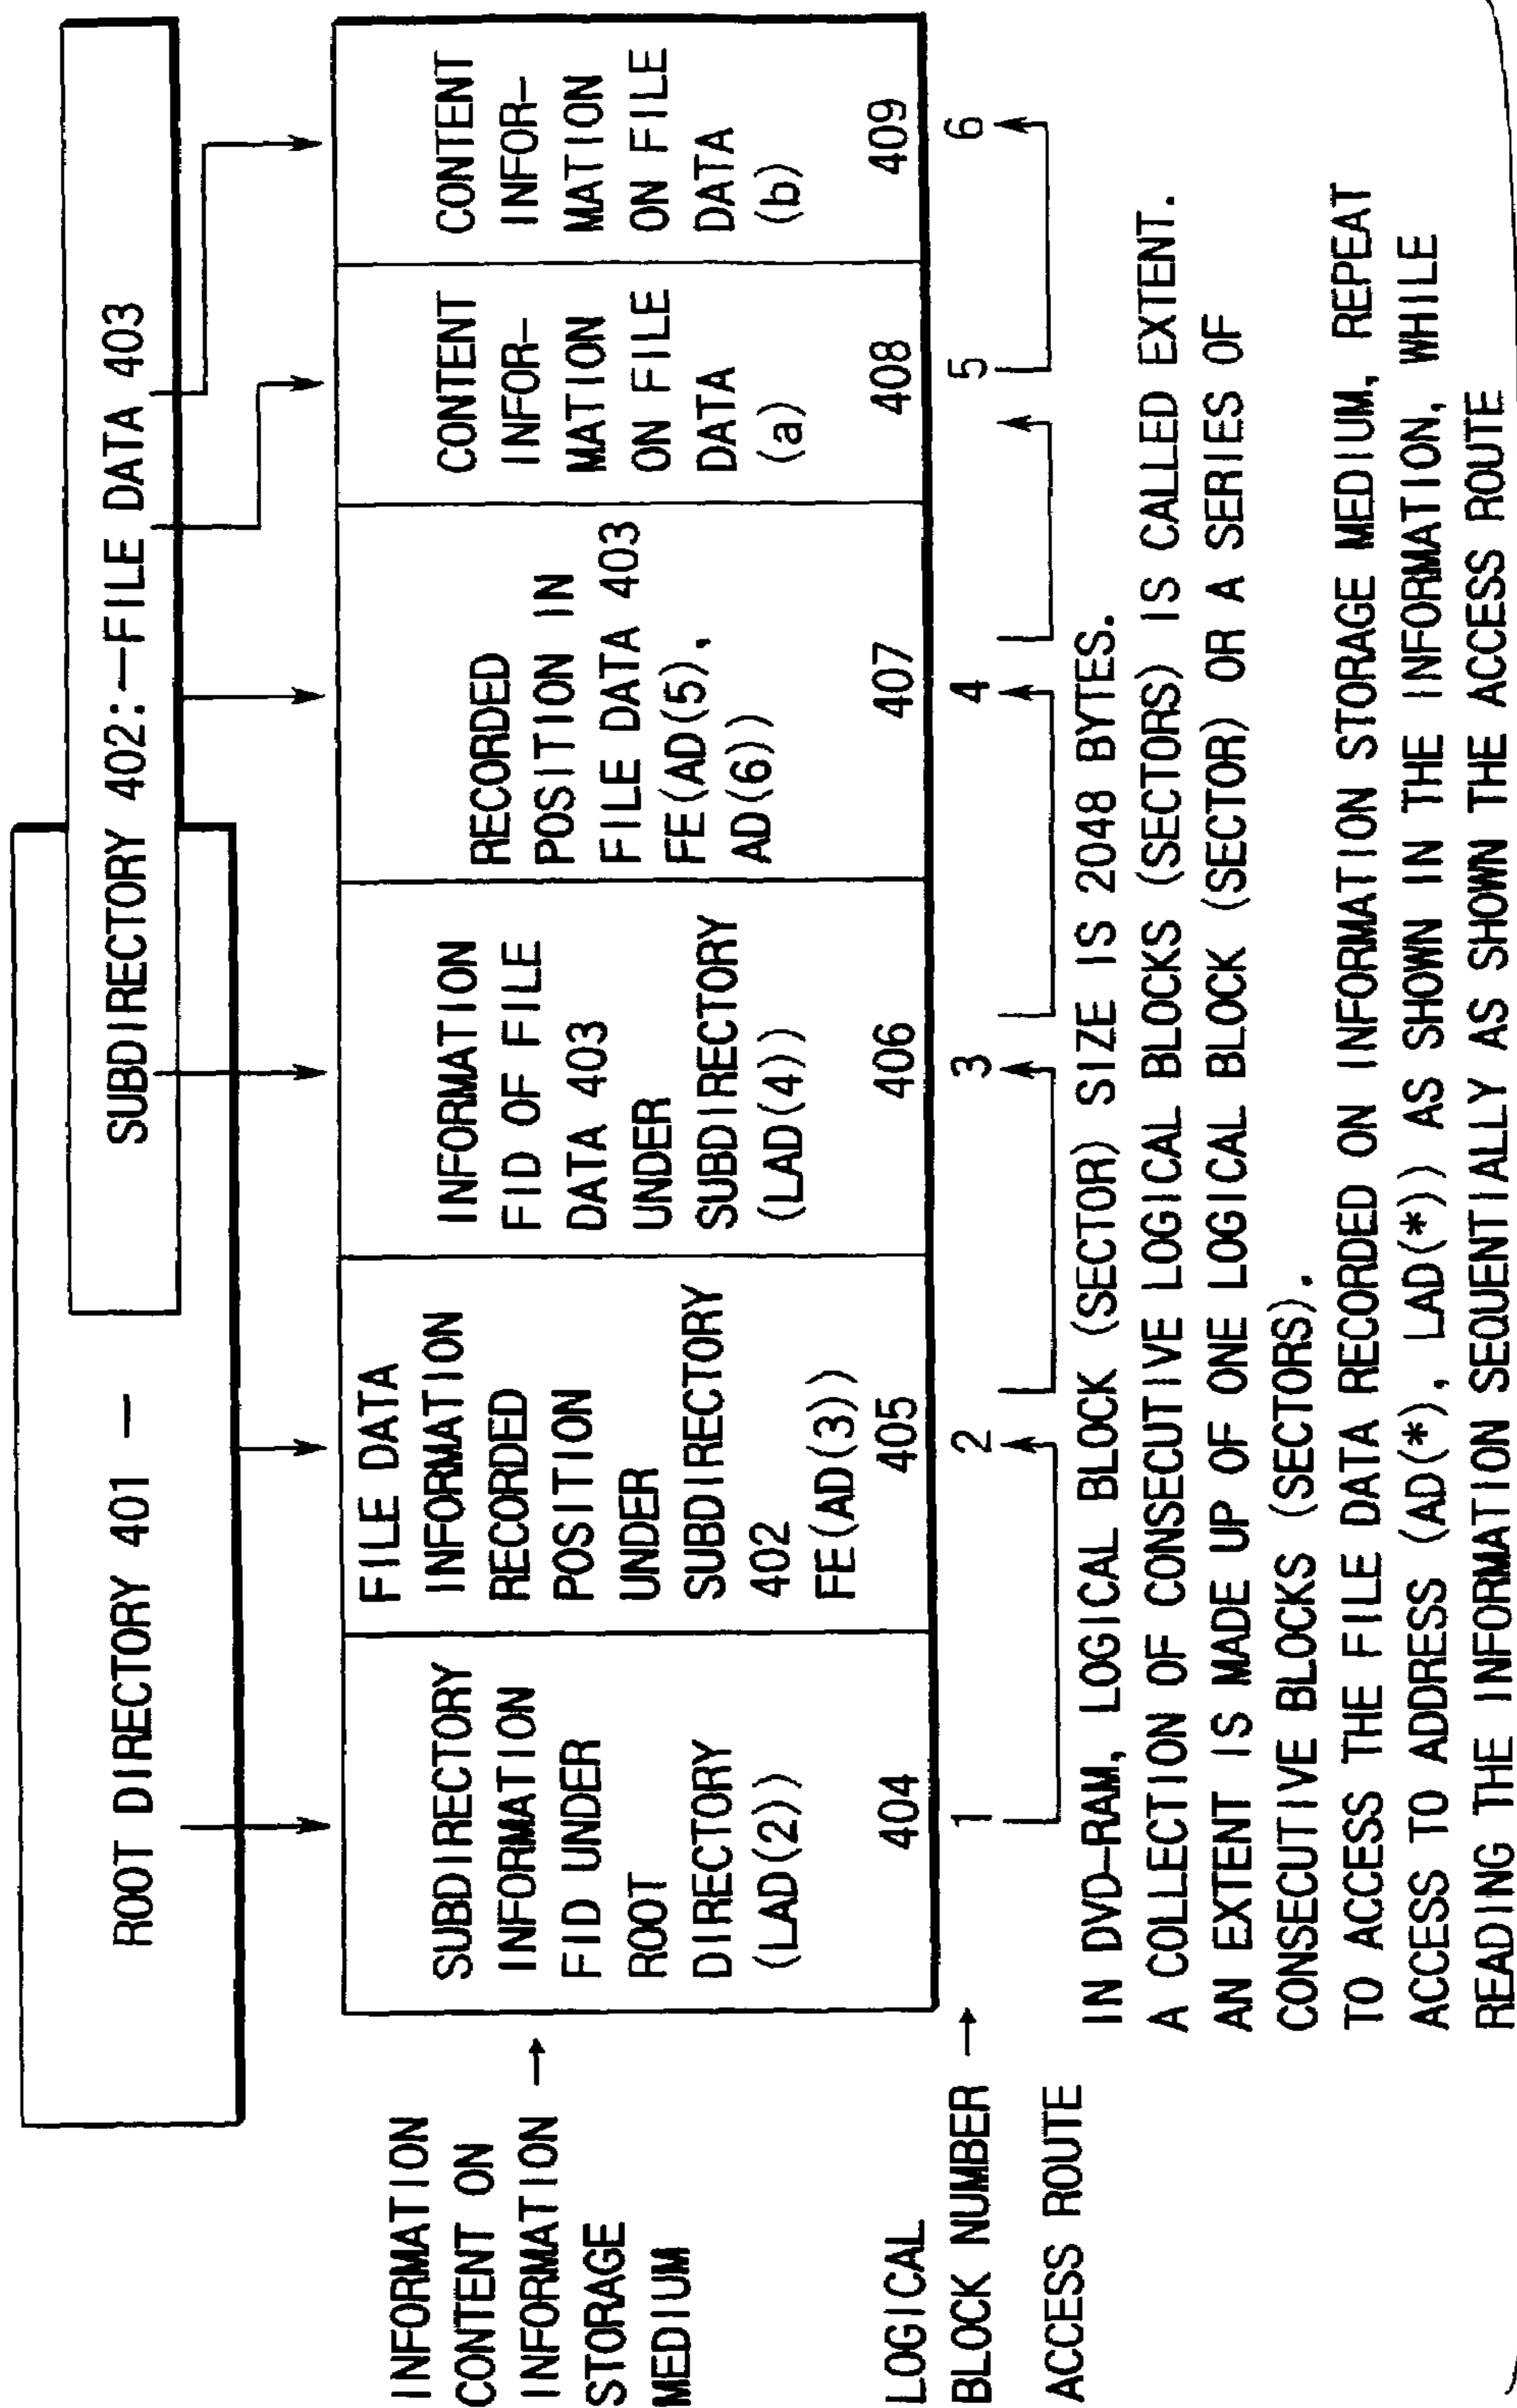 ROOT DIRECTORY 401 —
SUBDIRECTORY 402:—FILE DATA 403
INFORMATION
CONTENT ON
INFORMATION →
STORAGE
MEDIUM
SUBDIRECTORY
INFORMATION
FID UNDER
ROOT
DIRECTORY
(LAD(2))
404
FILE DATA
INFORMATION
RECORDED
POSITION
UNDER
SUBDIRECTORY
402
FE(AD(3))
405
INFORMATION
FID OF FILE
DATA 403
UNDER
SUBDIRECTORY
(LAD(4))
406
RECORDED
POSITION IN
FILE DATA 403
FE(AD(5),
AD(6))
407
CONTENT
INFOR–
MATION
ON FILE
DATA
(a)
408
CONTENT
INFOR–
MATION
ON FILE
DATA
(b)
409
LOGICAL
BLOCK NUMBER →
1 2 3 4 5 6
ACCESS ROUTE
IN DVD–RAM, LOGICAL BLOCK (SECTOR) SIZE IS 2048 BYTES.
A COLLECTION OF CONSECUTIVE LOGICAL BLOCKS (SECTORS) IS CALLED EXTENT.
AN EXTENT IS MADE UP OF ONE LOGICAL BLOCK (SECTOR) OR A SERIES OF
CONSECUTIVE BLOCKS (SECTORS).
TO ACCESS THE FILE DATA RECORDED ON INFORMATION STORAGE MEDIUM, REPEAT
ACCESS TO ADDRESS (AD(*), LAD(*)) AS SHOWN IN THE INFORMATION, WHILE
READING THE INFORMATION SEQUENTIALLY AS SHOWN THE ACCESS ROUTE